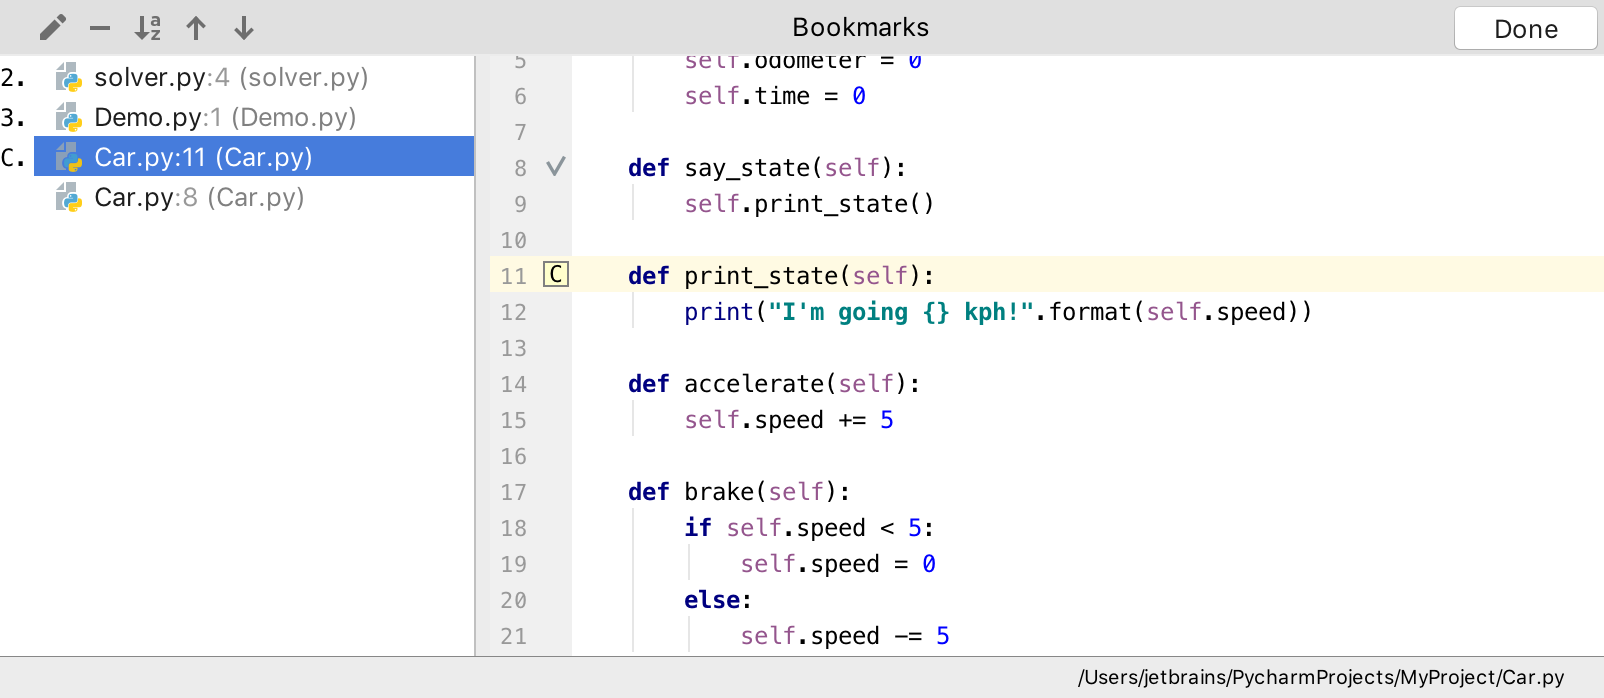 Bookmarks
Done
2. solver.py:4 (solver.py)
3. Demo.py:1 (Demo.py)
C. Car.py:11 (Car.py)
Car.py:8 (Car.py)
5 self.odometer = 0
6 self.time = 0
7
8 def say_state(self):
9 self.print_state()
10
11 C def print_state(self):
12 print("I'm going {} kph!".format(self.speed))
13
14 def accelerate(self):
15 self.speed += 5
16
17 def brake(self):
18 if self.speed < 5:
19 self.speed = 0
20 else:
21 self.speed -= 5
/Users/jetbrains/PycharmProjects/MyProject/Car.py